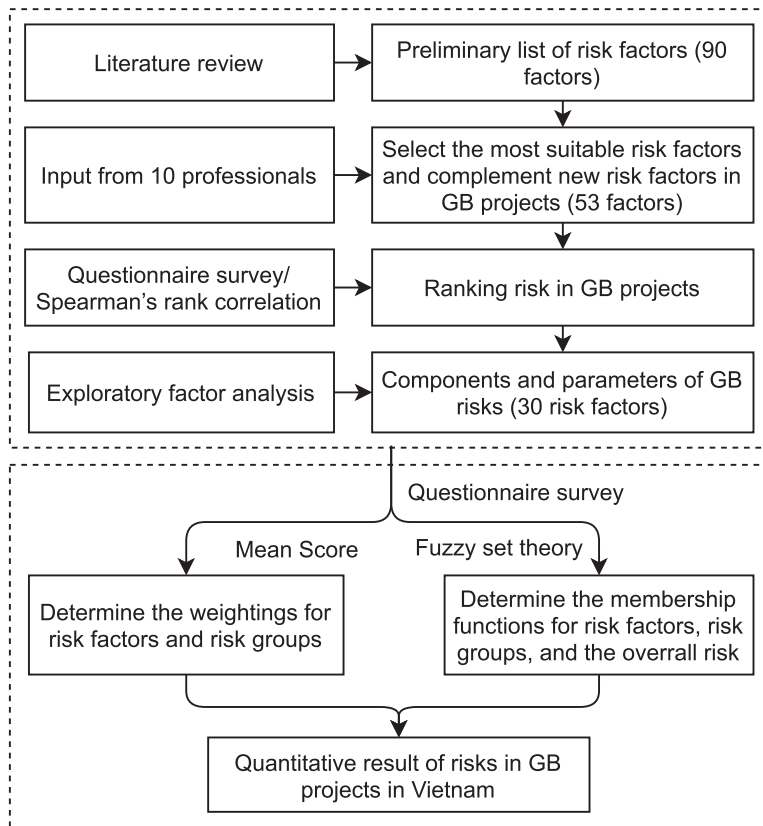 Literature review
Preliminary list of risk factors (90
factors)
Input from 10 professionals
Select the most suitable risk factors
and complement new risk factors in
GB projects (53 factors)
Questionnaire survey/
Spearman’s rank correlation
Ranking risk in GB projects
Exploratory factor analysis
Components and parameters of GB
risks (30 risk factors)
Questionnaire survey
Mean Score
Fuzzy set theory
Determine the weightings for
risk factors and risk groups
Determine the membership
functions for risk factors, risk
groups, and the overrall risk
Quantitative result of risks in GB
projects in Vietnam